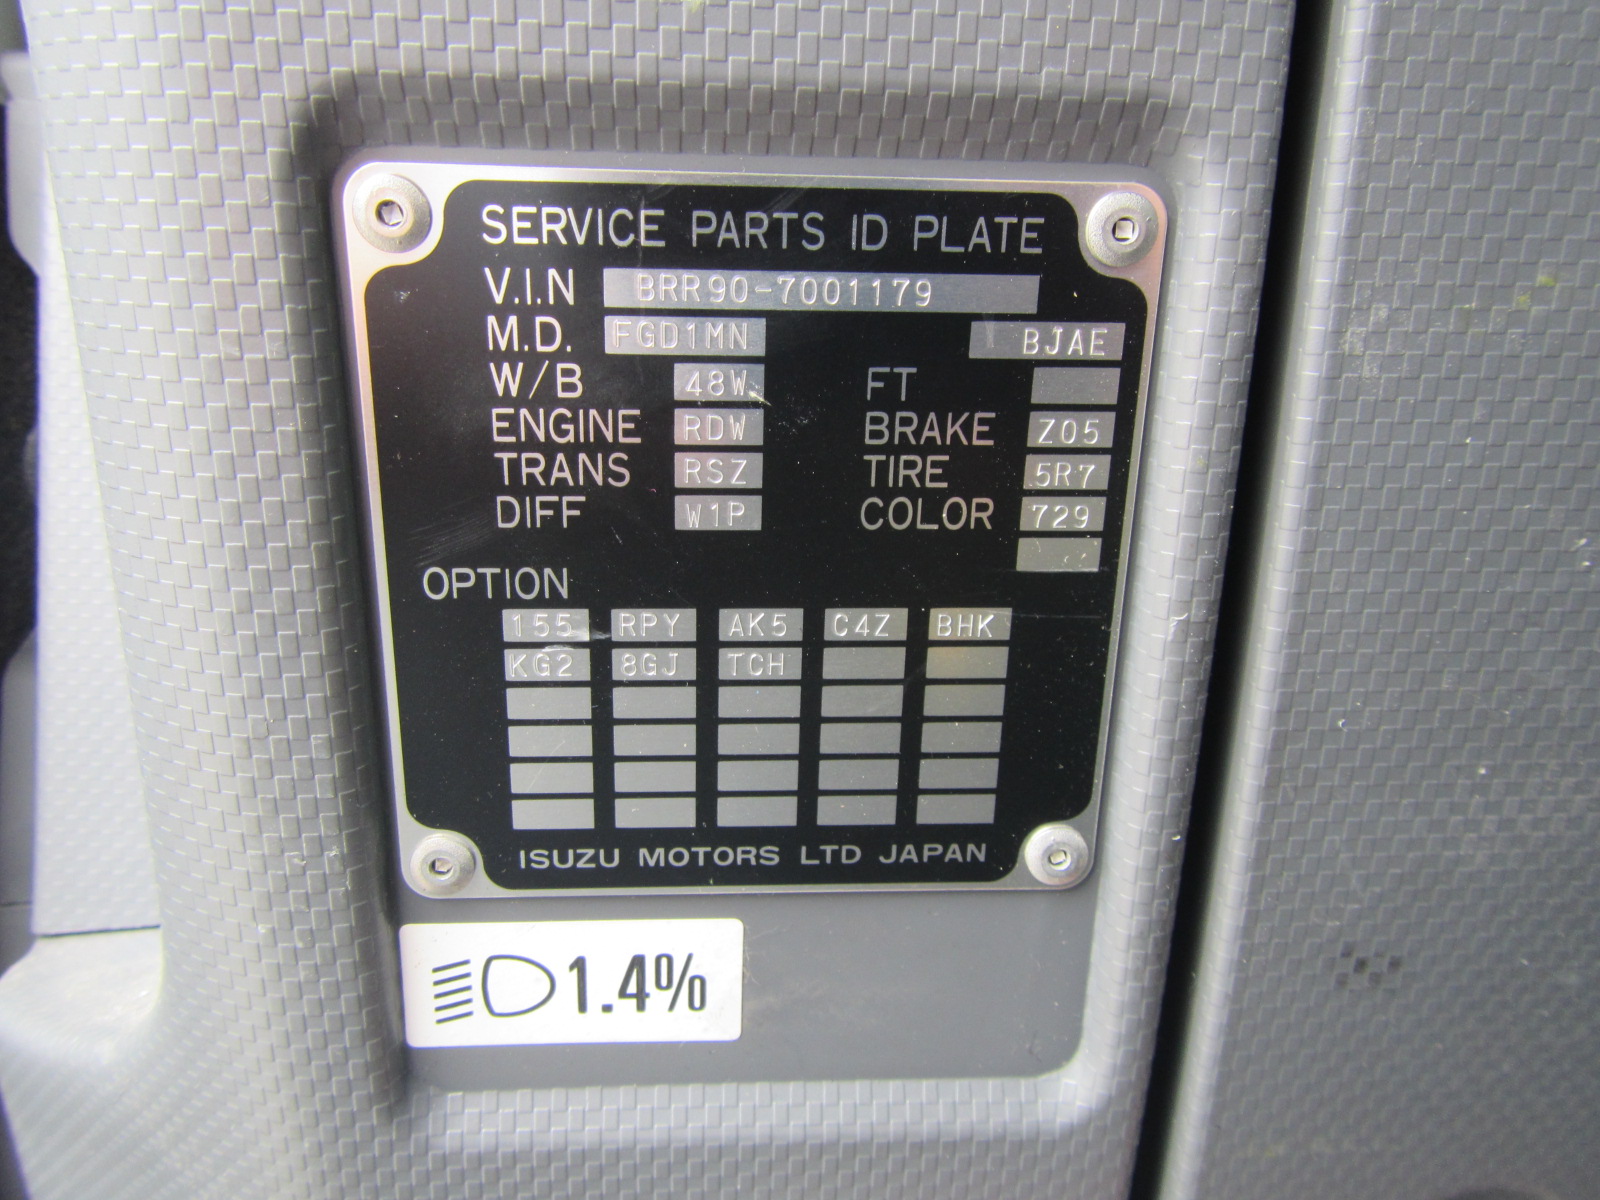 SERVICE PARTS ID PLATE
V.I.N BRR90-7001179
M.D. FGD1MN BJAE
W/B 48W FT
ENGINE RDW BRAKE Z05
TRANS RSZ TIRE 5R7
DIFF W1P COLOR 729
OPTION
155 RPY AK5 C4Z BHK
KG2 8GJ TCH
ISUZU MOTORS LTD JAPAN
1.4%